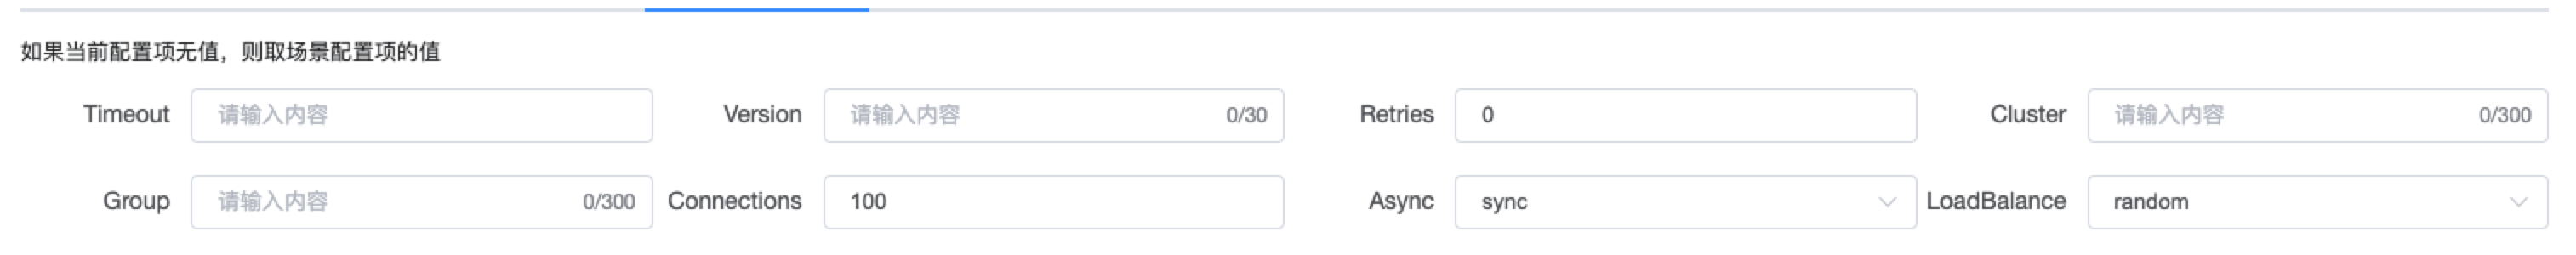 如果当前配置项无值，则取场景配置项的值
Timeout 请输入内容 Version 请输入内容 0/30 Retries 0 Cluster 请输入内容 0/300
Group 请输入内容 0/300 Connections 100 Async sync LoadBalance random